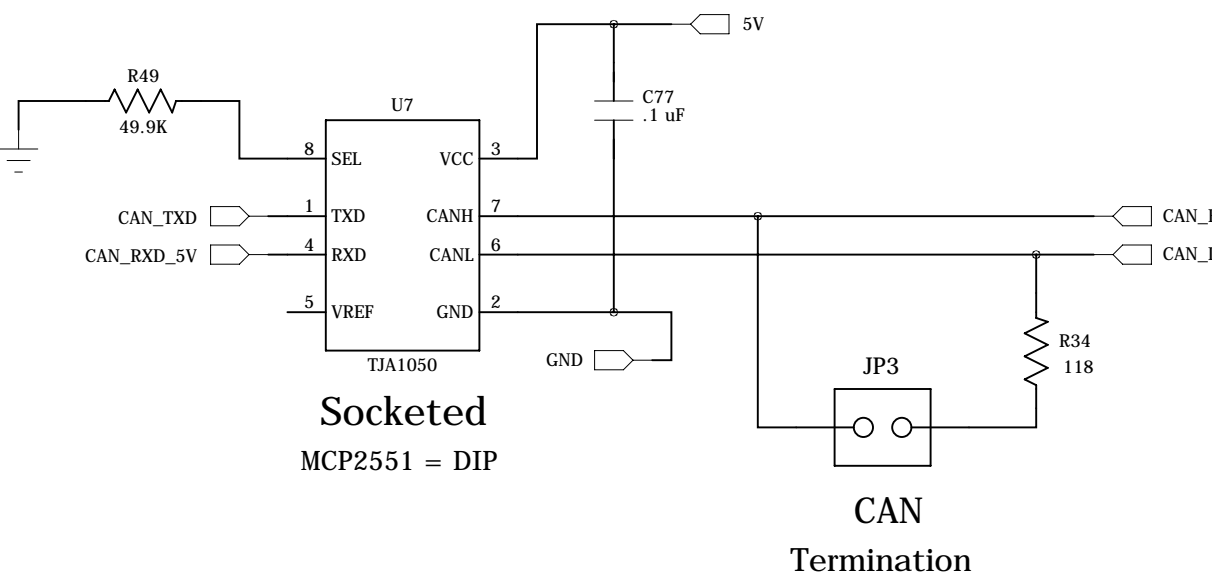 5V
R49
49.9K
U7
C77
.1 uF
8 SEL VCC 3
CAN_TXD 1 TXD CANH 7
CAN_RXD_5V 4 RXD CANL 6
5 VREF GND 2
TJA1050
GND
Socketed
MCP2551 = DIP
R34
118
JP3
CAN
Termination